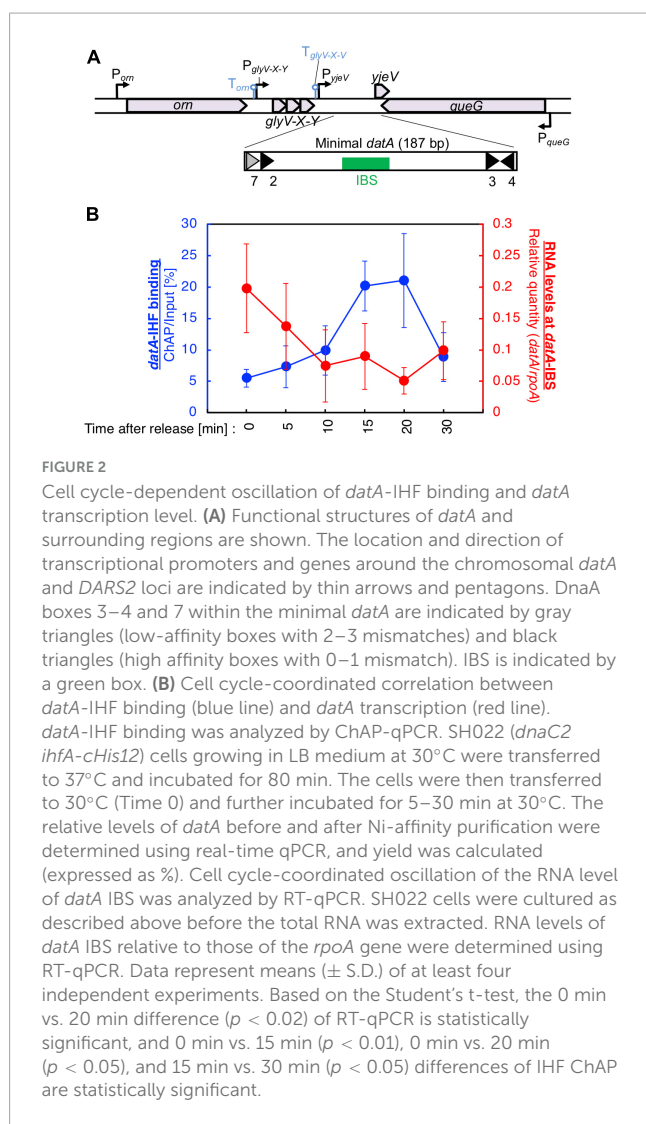 A
P_orn
T_orn
P_glyV-X-Y
T_glyV-X-V
P_yjeV
yjeV
orn
glyV-X-Y
queG
P_queG
Minimal datA (187 bp)
7 2 IBS 3 4
B
datA-IHF binding
ChAP/Input [%]
30
25
20
15
10
5
0
0.3
0.25
0.2
0.15
0.1
0.05
0
RNA levels at datA-IBS
Relative quantity (datA/rpoA)
Time after release [min] : 0 5 10 15 20 30
FIGURE 2
Cell cycle-dependent oscillation of datA-IHF binding and datA
transcription level. (A) Functional structures of datA and
surrounding regions are shown. The location and direction of
transcriptional promoters and genes around the chromosomal datA
and DARS2 loci are indicated by thin arrows and pentagons. DnaA
boxes 3–4 and 7 within the minimal datA are indicated by gray
triangles (low-affinity boxes with 2–3 mismatches) and black
triangles (high affinity boxes with 0–1 mismatch). IBS is indicated by
a green box. (B) Cell cycle-coordinated correlation between
datA-IHF binding (blue line) and datA transcription (red line).
datA-IHF binding was analyzed by ChAP-qPCR. SH022 (dnaC2
ihfA-cHis12) cells growing in LB medium at 30°C were transferred
to 37°C and incubated for 80 min. The cells were then transferred
to 30°C (Time 0) and further incubated for 5–30 min at 30°C. The
relative levels of datA before and after Ni-affinity purification were
determined using real-time qPCR, and yield was calculated
(expressed as %). Cell cycle-coordinated oscillation of the RNA level
of datA IBS was analyzed by RT-qPCR. SH022 cells were cultured as
described above before the total RNA was extracted. RNA levels of
datA IBS relative to those of the rpoA gene were determined using
RT-qPCR. Data represent means (± S.D.) of at least four
independent experiments. Based on the Student's t-test, the 0 min
vs. 20 min difference (p < 0.02) of RT-qPCR is statistically
significant, and 0 min vs. 15 min (p < 0.01), 0 min vs. 20 min
(p < 0.05), and 15 min vs. 30 min (p < 0.05) differences of IHF ChAP
are statistically significant.